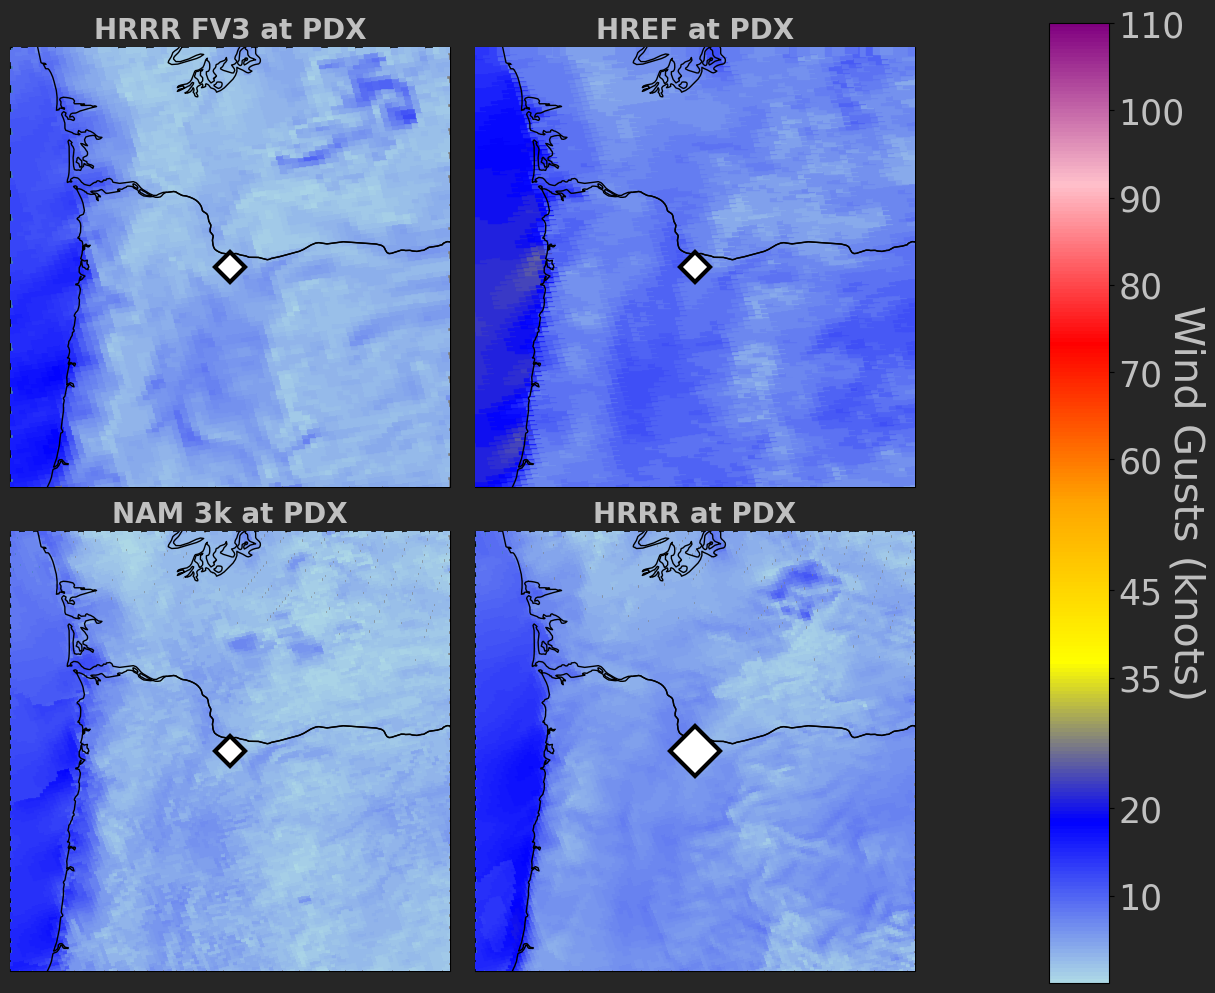 HRRR FV3 at PDX
HREF at PDX
NAM 3k at PDX
HRRR at PDX
110
100
90
80
70
60
45
35
20
10
Wind Gusts (knots)